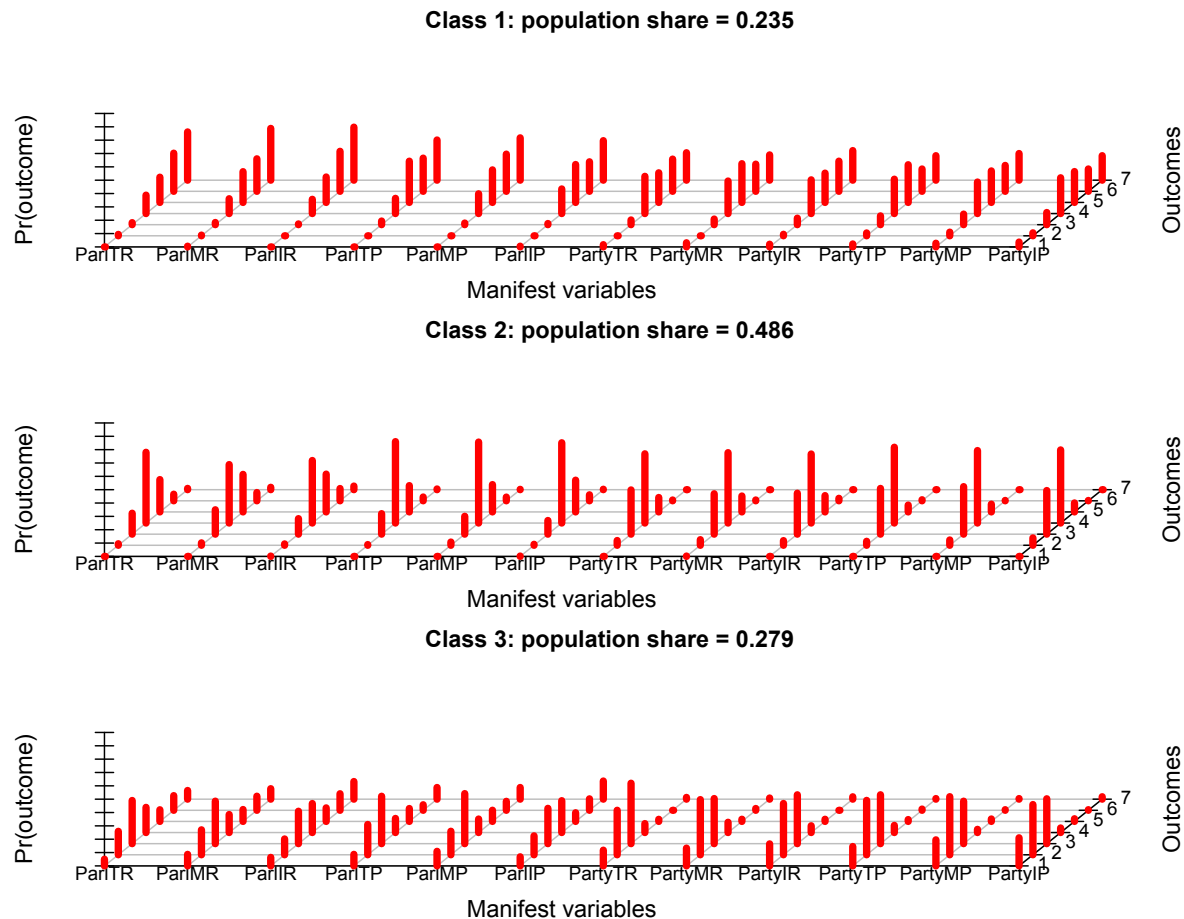 Class 1: population share = 0.235
Pr(outcome)
Outcomes
1 2 3 4 5 6 7
ParlTR ParlMR ParlIR ParlTP ParlMP ParlIP PartyTR PartyMR PartyIR PartyTP PartyMP PartyIP
Manifest variables
Class 2: population share = 0.486
Pr(outcome)
Outcomes
1 2 3 4 5 6 7
ParlTR ParlMR ParlIR ParlTP ParlMP ParlIP PartyTR PartyMR PartyIR PartyTP PartyMP PartyIP
Manifest variables
Class 3: population share = 0.279
Pr(outcome)
Outcomes
1 2 3 4 5 6 7
ParlTR ParlMR ParlIR ParlTP ParlMP ParlIP PartyTR PartyMR PartyIR PartyTP PartyMP PartyIP
Manifest variables